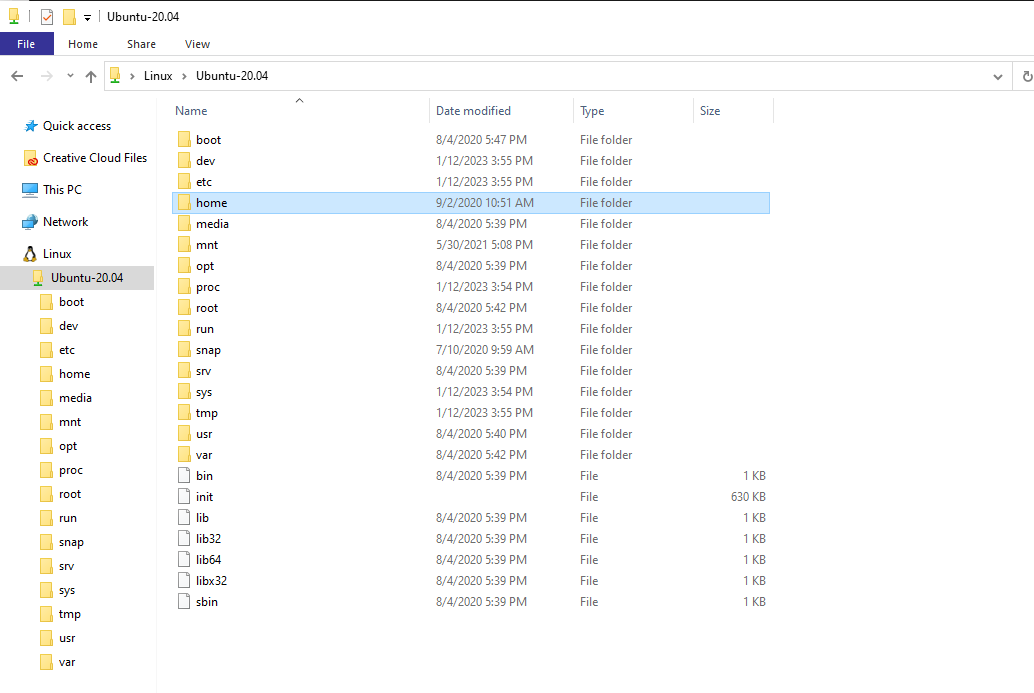 Ubuntu-20.04
File Home Share View
Linux Ubuntu-20.04
Quick access
Creative Cloud Files
This PC
Network
Linux
Ubuntu-20.04
boot
dev
etc
home
media
mnt
opt
proc
root
run
snap
srv
sys
tmp
usr
var
Name Date modified Type Size
boot 8/4/2020 5:47 PM File folder
dev 1/12/2023 3:55 PM File folder
etc 1/12/2023 3:55 PM File folder
home 9/2/2020 10:51 AM File folder
media 8/4/2020 5:39 PM File folder
mnt 5/30/2021 5:08 PM File folder
opt 8/4/2020 5:39 PM File folder
proc 1/12/2023 3:54 PM File folder
root 8/4/2020 5:42 PM File folder
run 1/12/2023 3:55 PM File folder
snap 7/10/2020 9:59 AM File folder
srv 8/4/2020 5:39 PM File folder
sys 1/12/2023 3:54 PM File folder
tmp 1/12/2023 3:55 PM File folder
usr 8/4/2020 5:40 PM File folder
var 8/4/2020 5:42 PM File folder
bin 8/4/2020 5:39 PM File 1 KB
init File 630 KB
lib 8/4/2020 5:39 PM File 1 KB
lib32 8/4/2020 5:39 PM File 1 KB
lib64 8/4/2020 5:39 PM File 1 KB
libx32 8/4/2020 5:39 PM File 1 KB
sbin 8/4/2020 5:39 PM File 1 KB